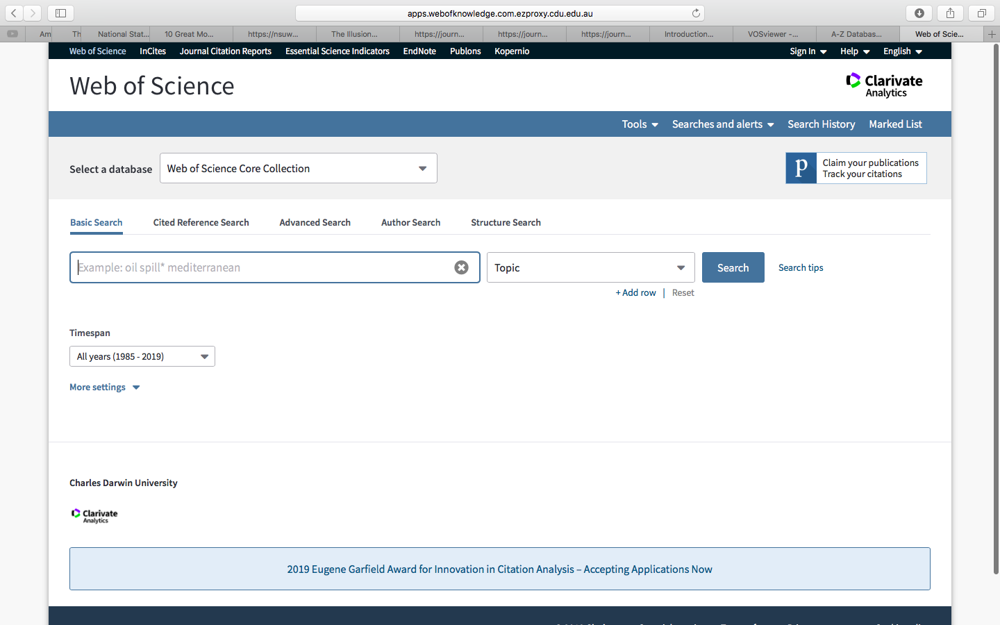 apps.webofknowledge.com.ezproxy.cdu.edu.au
Am Th National Stat... 10 Great Mo... https://nsuw... The Illusion... https://journ... https://journ... https://journ... Introduction... VOSviewer -... A-Z Databas... Web of Scie...
Web of Science InCites Journal Citation Reports Essential Science Indicators EndNote Publons Kopernio Sign In Help English
Web of Science
Clarivate
Analytics
Tools Searches and alerts Search History Marked List
Select a database Web of Science Core Collection
p Claim your publications
Track your citations
Basic Search Cited Reference Search Advanced Search Author Search Structure Search
Example: oil spill* mediterranean Topic Search Search tips
+ Add row | Reset
Timespan
All years (1985 - 2019)
More settings
Charles Darwin University
Clarivate
Analytics
2019 Eugene Garfield Award for Innovation in Citation Analysis – Accepting Applications Now